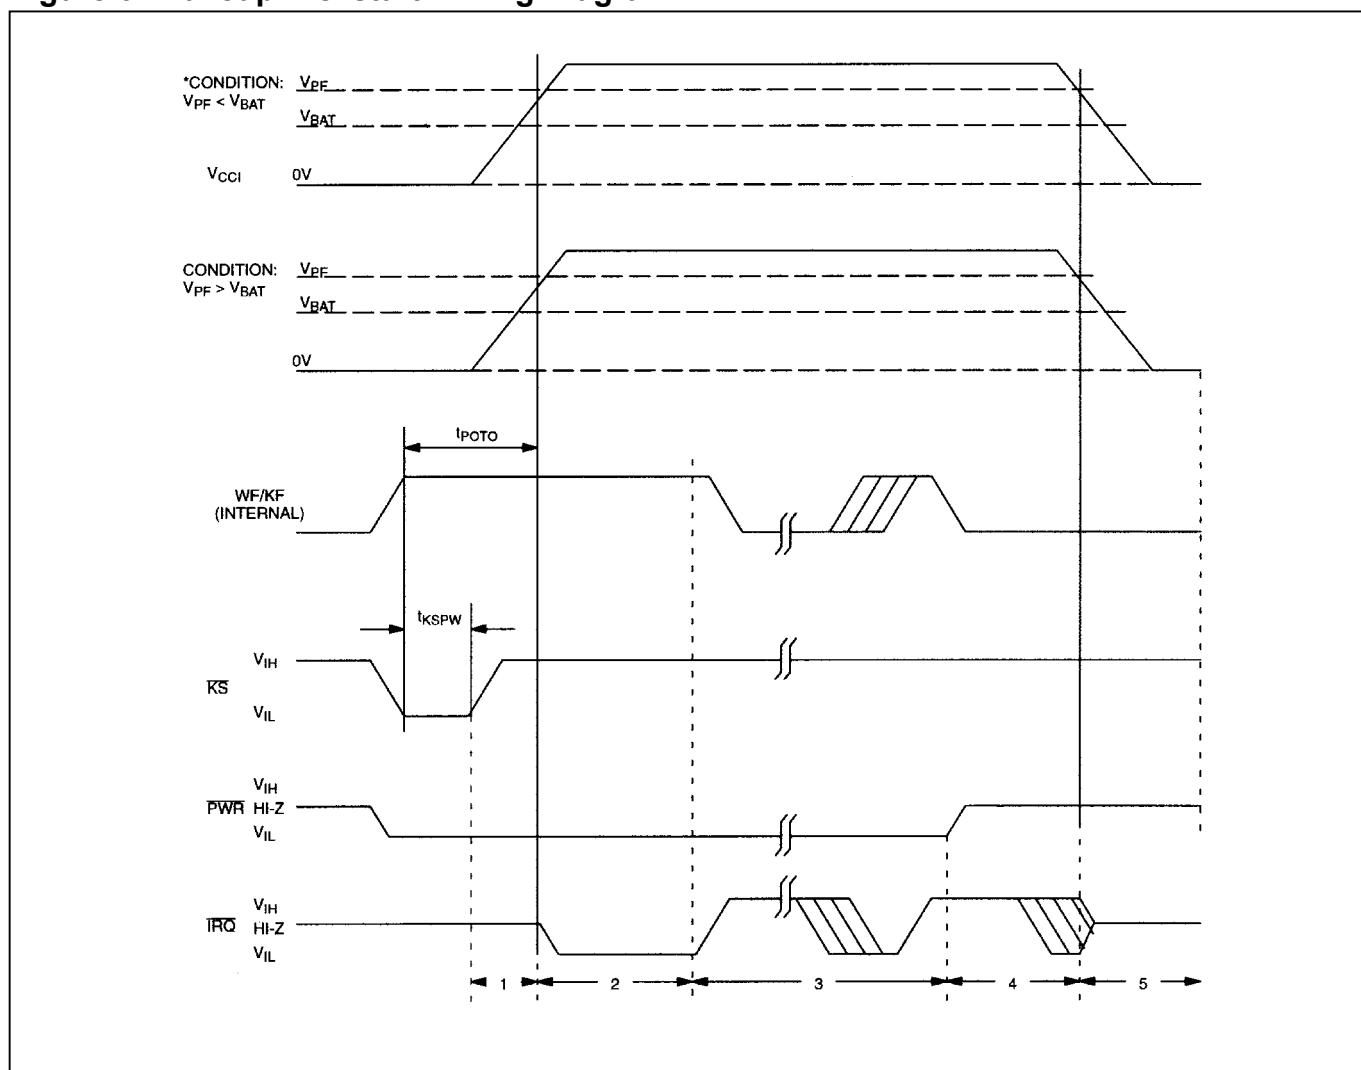 *CONDITION:
VPF < VBAT
VPF
VBAT
VCCI 0V
CONDITION:
VPF > VBAT
VPF
VBAT
0V
tPOTO
WF/KF
(INTERNAL)
tKSPW
VIH
KS
VIL
VIH
PWR HI-Z
VIL
VIH
IRQ HI-Z
VIL
1 2 3 4 5